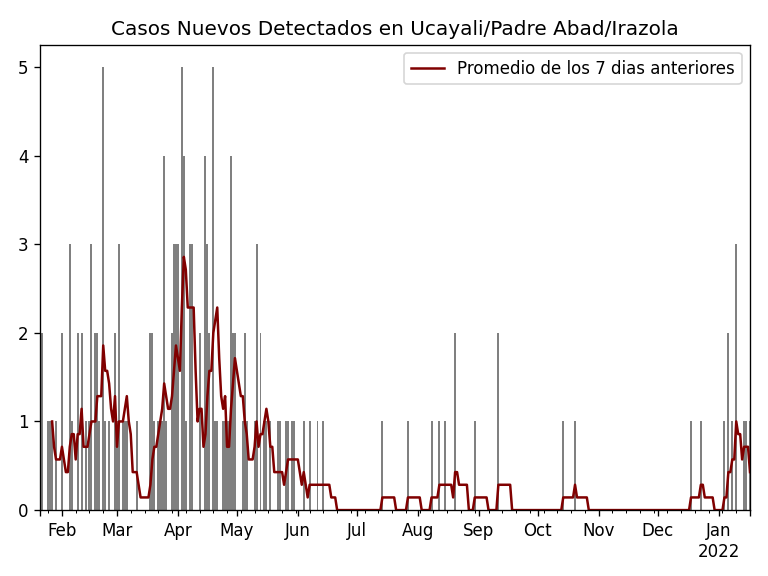 Casos Nuevos Detectados en Ucayali/Padre Abad/Irazola
Promedio de los 7 dias anteriores
5
4
3
2
1
0
Feb Mar Apr May Jun Jul Aug Sep Oct Nov Dec Jan
2022